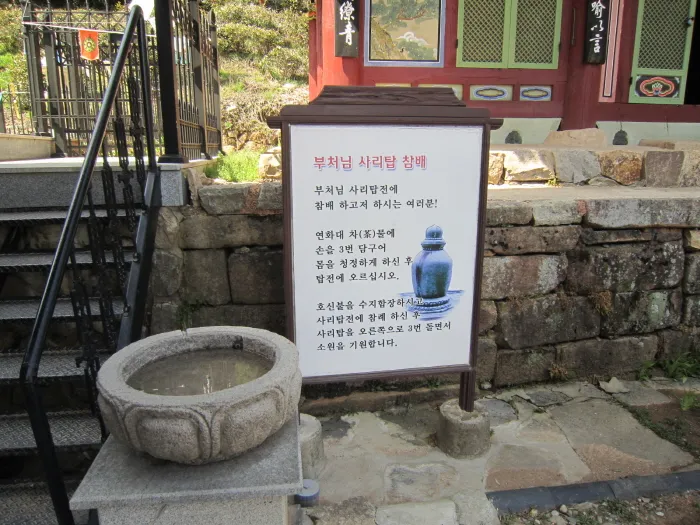 부처님 사리탑 참배
부처님 사리탑전에
참배 하고저 하시는 여러분!
연화대 차(茶)물에
손을 3번 담구어
몸을 청정하게 하신 후
탑전에 오르십시요.
호신불을 수지합장하시고
사리탑전에 참례 하신 후
사리탑을 오른쪽으로 3번 돌면서
소원을 기원합니다.